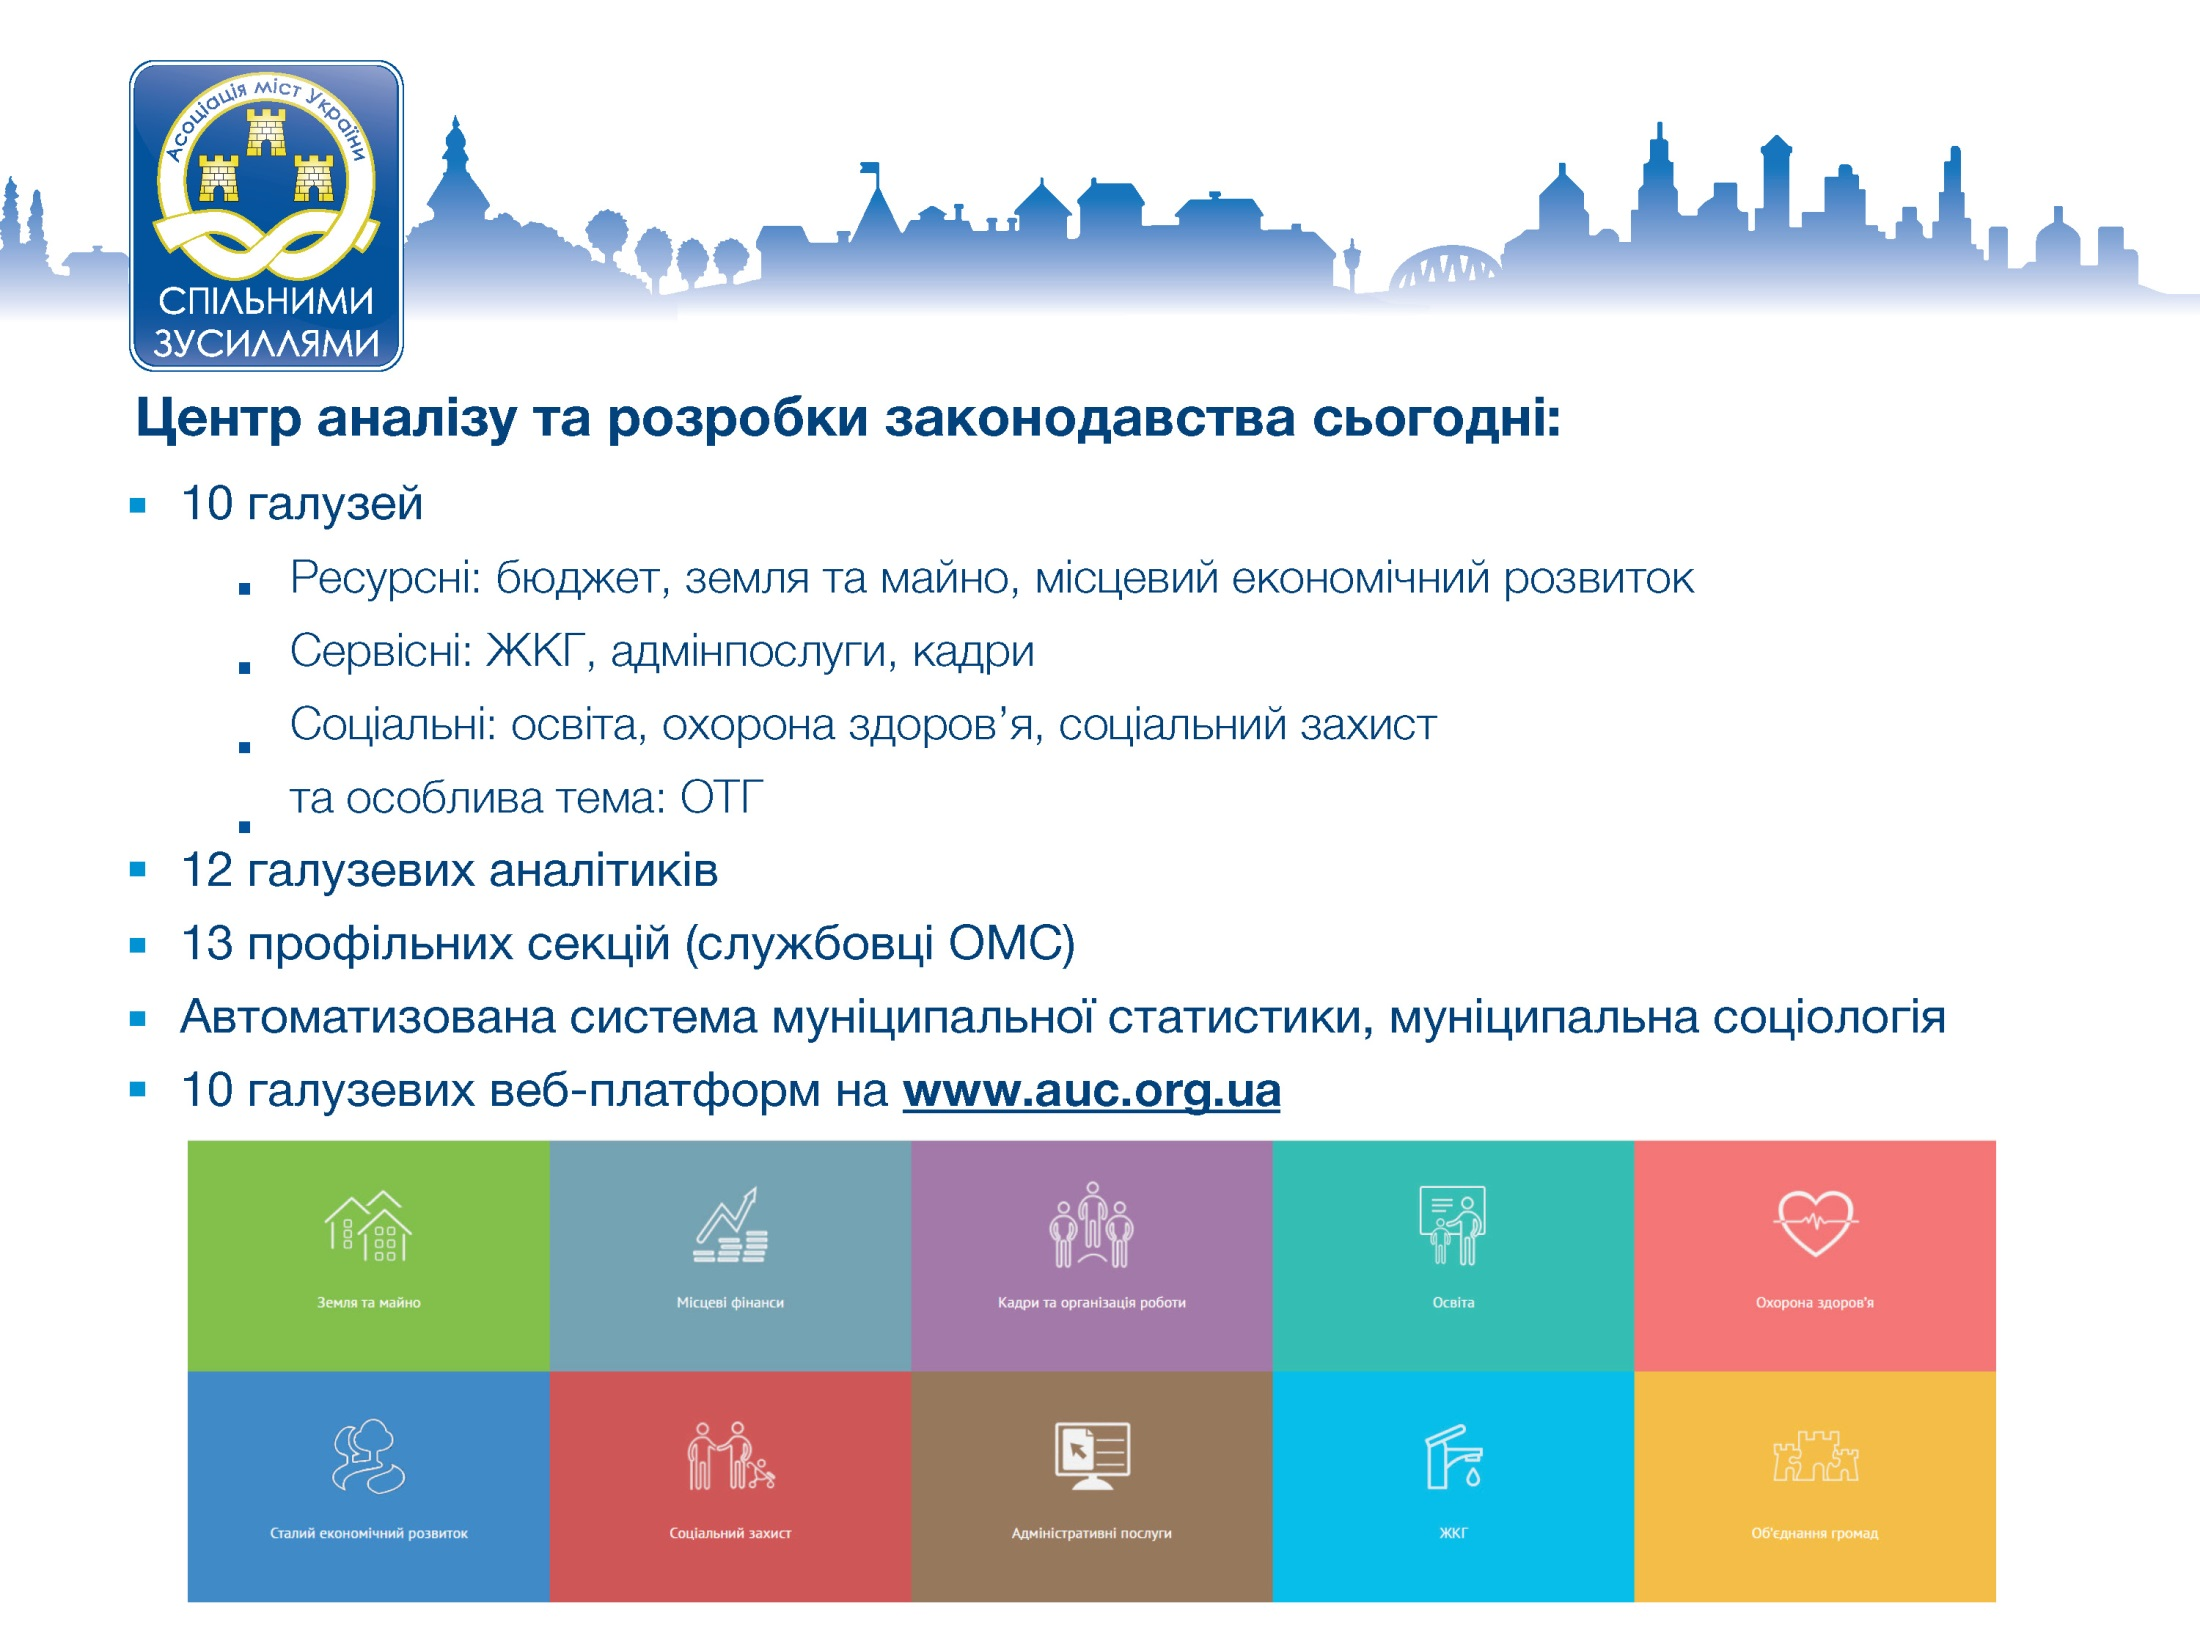 Асоціація міст України
СПІЛЬНИМИ
ЗУСИЛЛЯМИ
Центр аналізу та розробки законодавства сьогодні:
▪ 10 галузей
▪ Ресурсні: бюджет, земля та майно, місцевий економічний розвиток
▪ Сервісні: ЖКГ, адмінпослуги, кадри
▪ Соціальні: освіта, охорона здоров’я, соціальний захист
▪ та особлива тема: ОТГ
▪ 12 галузевих аналітиків
▪ 13 профільних секцій (службовці ОМС)
▪ Автоматизована система муніципальної статистики, муніципальна соціологія
▪ 10 галузевих веб-платформ на www.auc.org.ua
Земля та майно
Місцеві фінанси
Кадри та організація роботи
Освіта
Охорона здоров'я
Сталий економічний розвиток
Соціальний захист
Адміністративні послуги
ЖКГ
Об'єднання громад